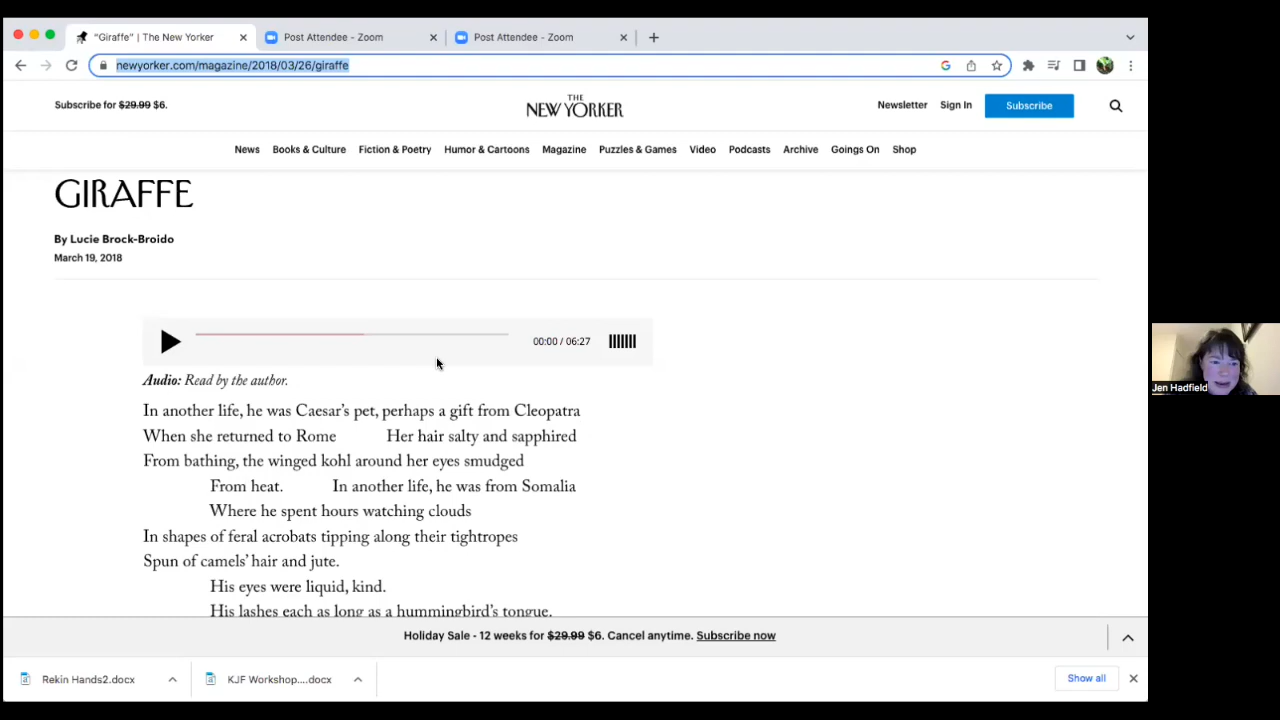 "Giraffe" | The New Yorker
Post Attendee - Zoom
Post Attendee - Zoom
newyorker.com/magazine/2018/03/26/giraffe
Subscribe for $29.99 $6.
THE
NEW YORKER
Newsletter
Sign In
Subscribe
News
Books & Culture
Fiction & Poetry
Humor & Cartoons
Magazine
Puzzles & Games
Video
Podcasts
Archive
Goings On
Shop
GIRAFFE
By Lucie Brock-Broido
March 19, 2018
00:00 / 06:27
Audio: Read by the author.
In another life, he was Caesar's pet, perhaps a gift from Cleopatra
When she returned to Rome Her hair salty and sapphired
From bathing, the winged kohl around her eyes smudged
From heat. In another life, he was from Somalia
Where he spent hours watching clouds
In shapes of feral acrobats tipping along their tightropes
Spun of camels' hair and jute.
His eyes were liquid, kind.
His lashes each as long as a hummingbird's tongue.
Jen Hadfield
Holiday Sale - 12 weeks for $29.99 $6. Cancel anytime. Subscribe now
Rekin Hands2.docx
KJF Workshop....docx
Show all